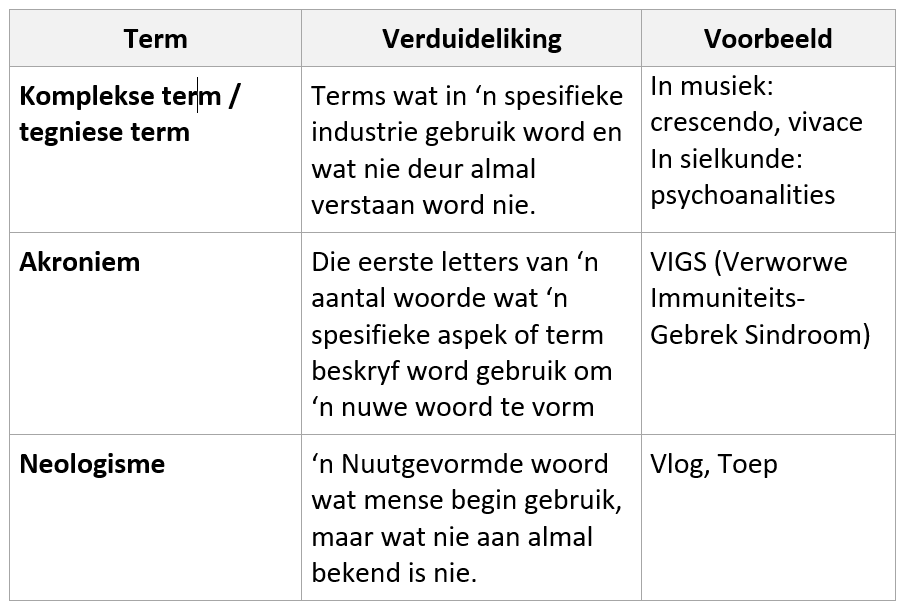 Term
Verduideliking
Voorbeeld
Komplekse term /
tegniese term
Terms wat in ‘n spesifieke
industrie gebruik word en
wat nie deur almal
verstaan word nie.
In musiek:
crescendo, vivace
In sielkunde:
psychoanalities
Akroniem
Die eerste letters van ‘n
aantal woorde wat ‘n
spesifieke aspek of term
beskryf word gebruik om
‘n nuwe woord te vorm
VIGS (Verworwe
Immuniteits-
Gebrek Sindroom)
Neologisme
‘n Nuutgevormde woord
wat mense begin gebruik,
maar wat nie aan almal
bekend is nie.
Vlog, Toep